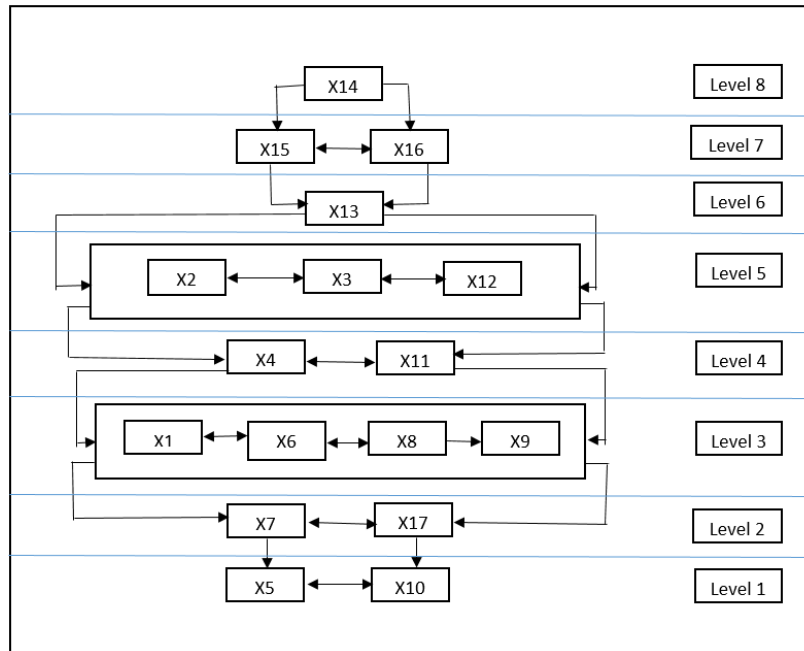 X14 Level 8
X15 X16 Level 7
X13 Level 6
X2 X3 X12 Level 5
X4 X11 Level 4
X1 X6 X8 X9 Level 3
X7 X17 Level 2
X5 X10 Level 1